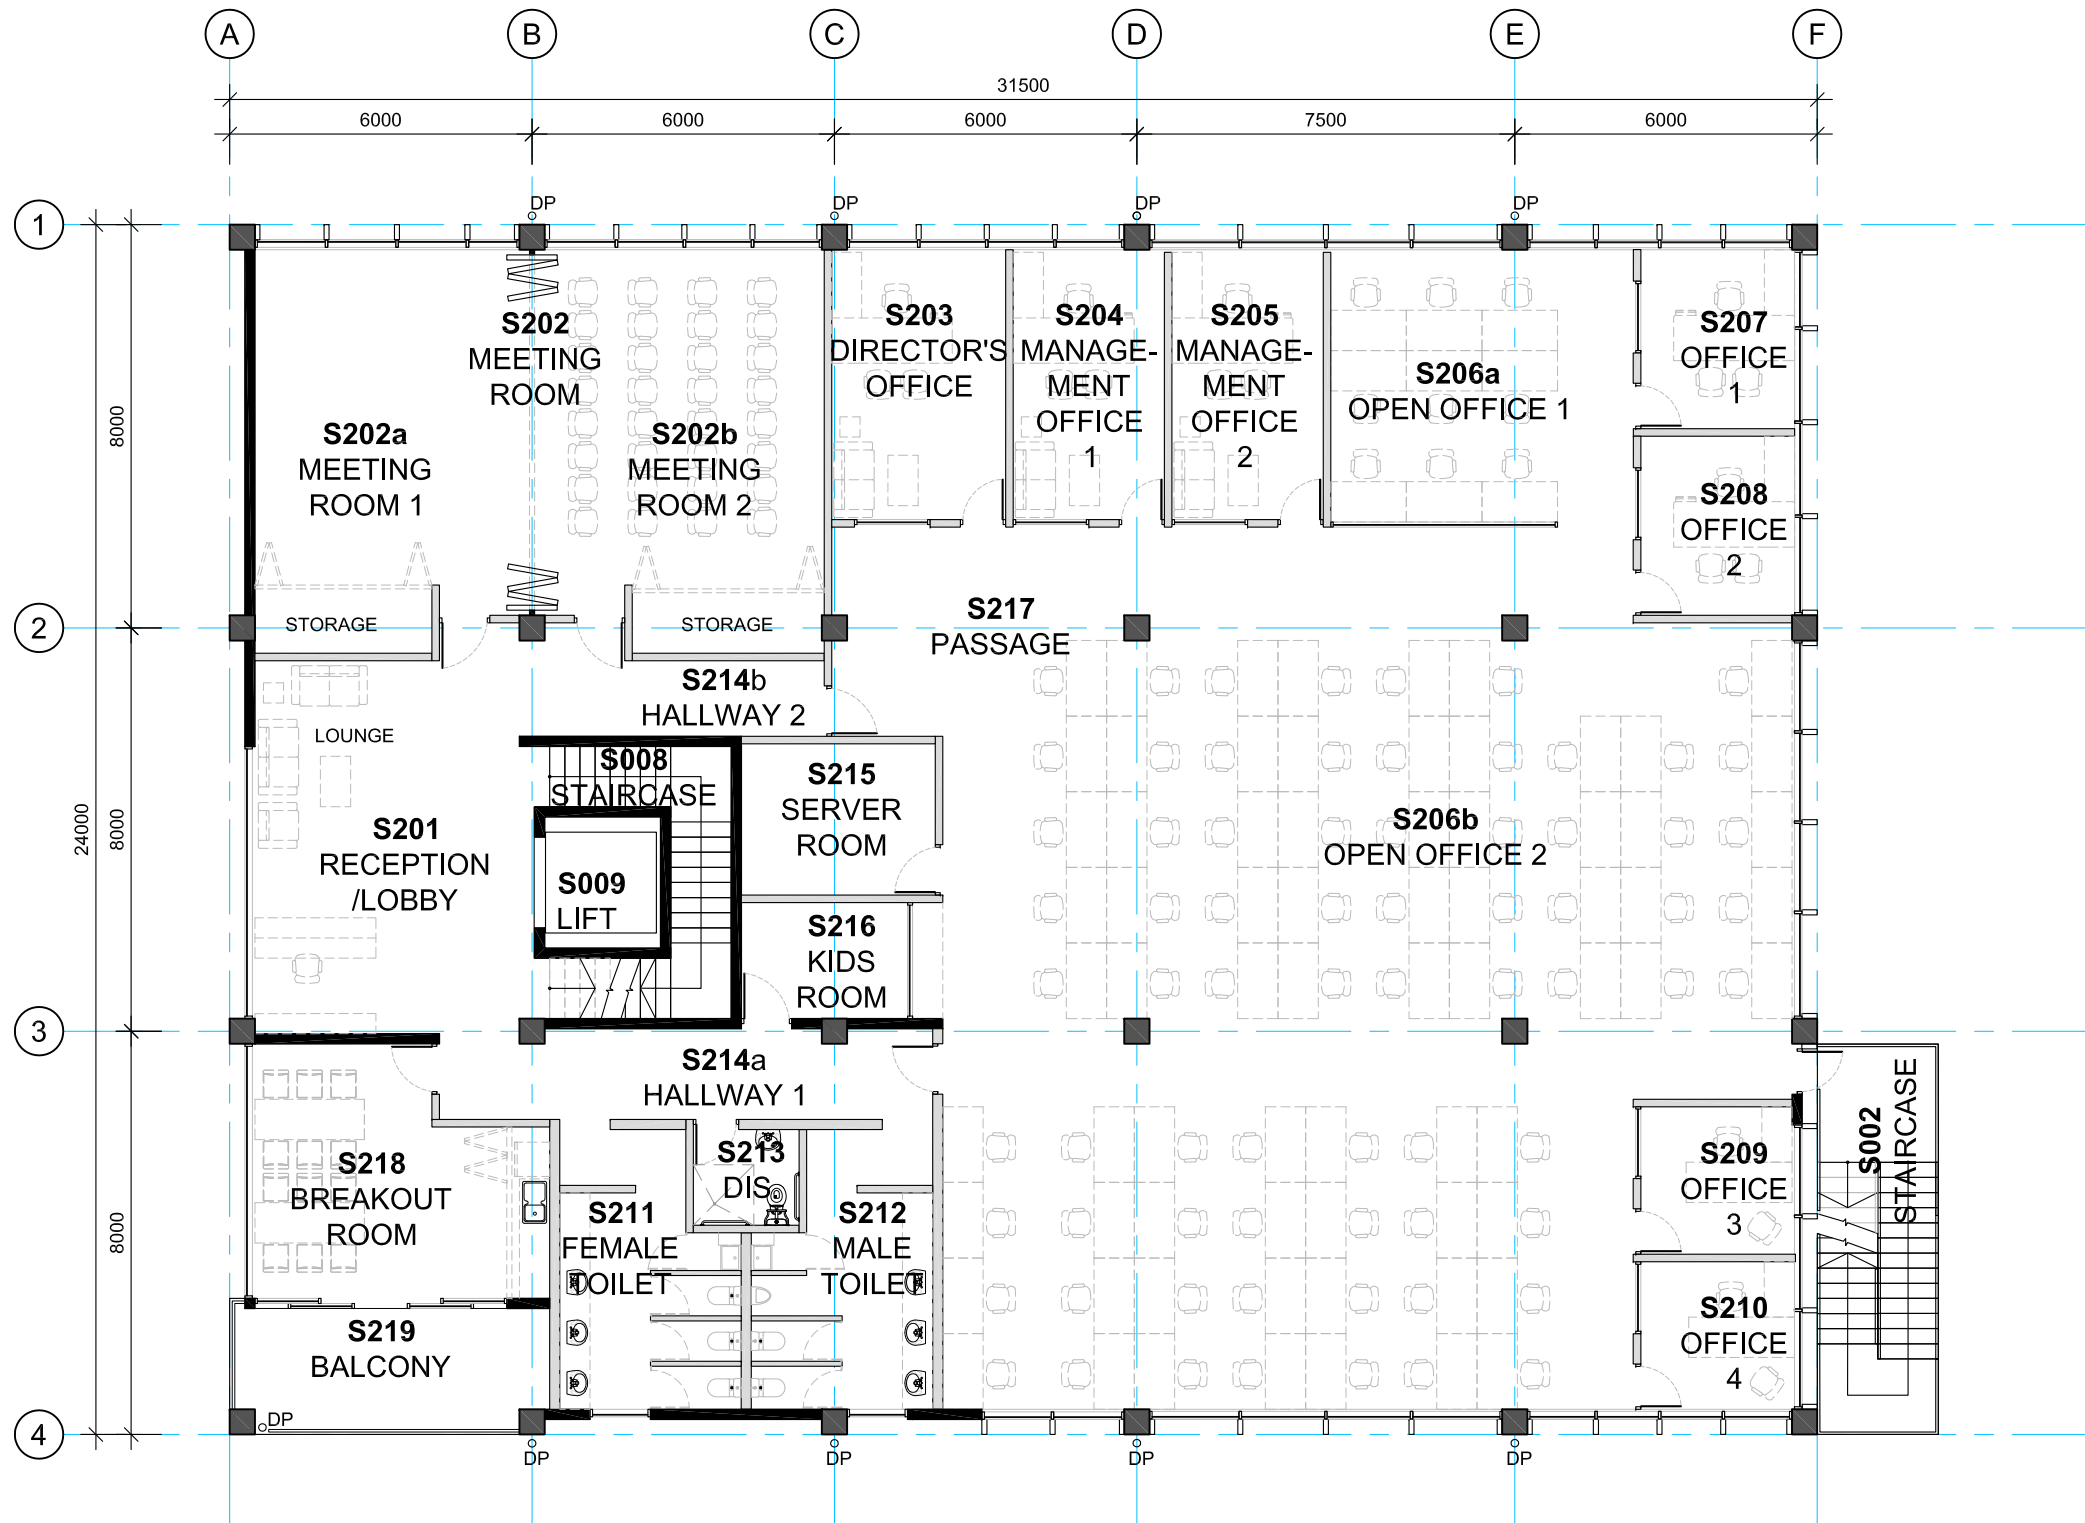 A B C D E F
31500
6000 6000 6000 7500 6000
DP DP DP DP
1
S202
MEETING
ROOM
S203
DIRECTOR'S
OFFICE
S204
MANAGE-
MENT
OFFICE
1
S205
MANAGE-
MENT
OFFICE
2
S206a
OPEN OFFICE 1
S207
OFFICE
1
8000
S202a
MEETING
ROOM 1
S202b
MEETING
ROOM 2
S208
OFFICE
2
2
STORAGE
STORAGE
S217
PASSAGE
S214b
HALLWAY 2
LOUNGE
S008
STAIRCASE
S215
SERVER
ROOM
24000
8000
S201
RECEPTION
/LOBBY
S206b
OPEN OFFICE 2
S009
LIFT
S216
KIDS
ROOM
3
S214a
HALLWAY 1
S002
STAIRCASE
S218
BREAKOUT
ROOM
S213
DIS
S209
OFFICE
3
8000
S211
FEMALE
TOILET
S212
MALE
TOILET
S219
BALCONY
S210
OFFICE
4
4
DP
DP DP DP DP